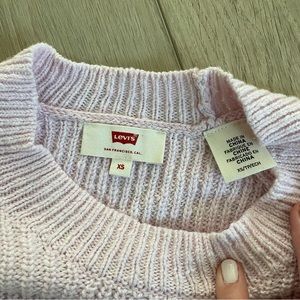 Levi's
SAN FRANCISCO, CAL.
XS
MADE IN
CHINA
FABRIQUÉ EN
CHINE
FABRICADO EN
CHINA